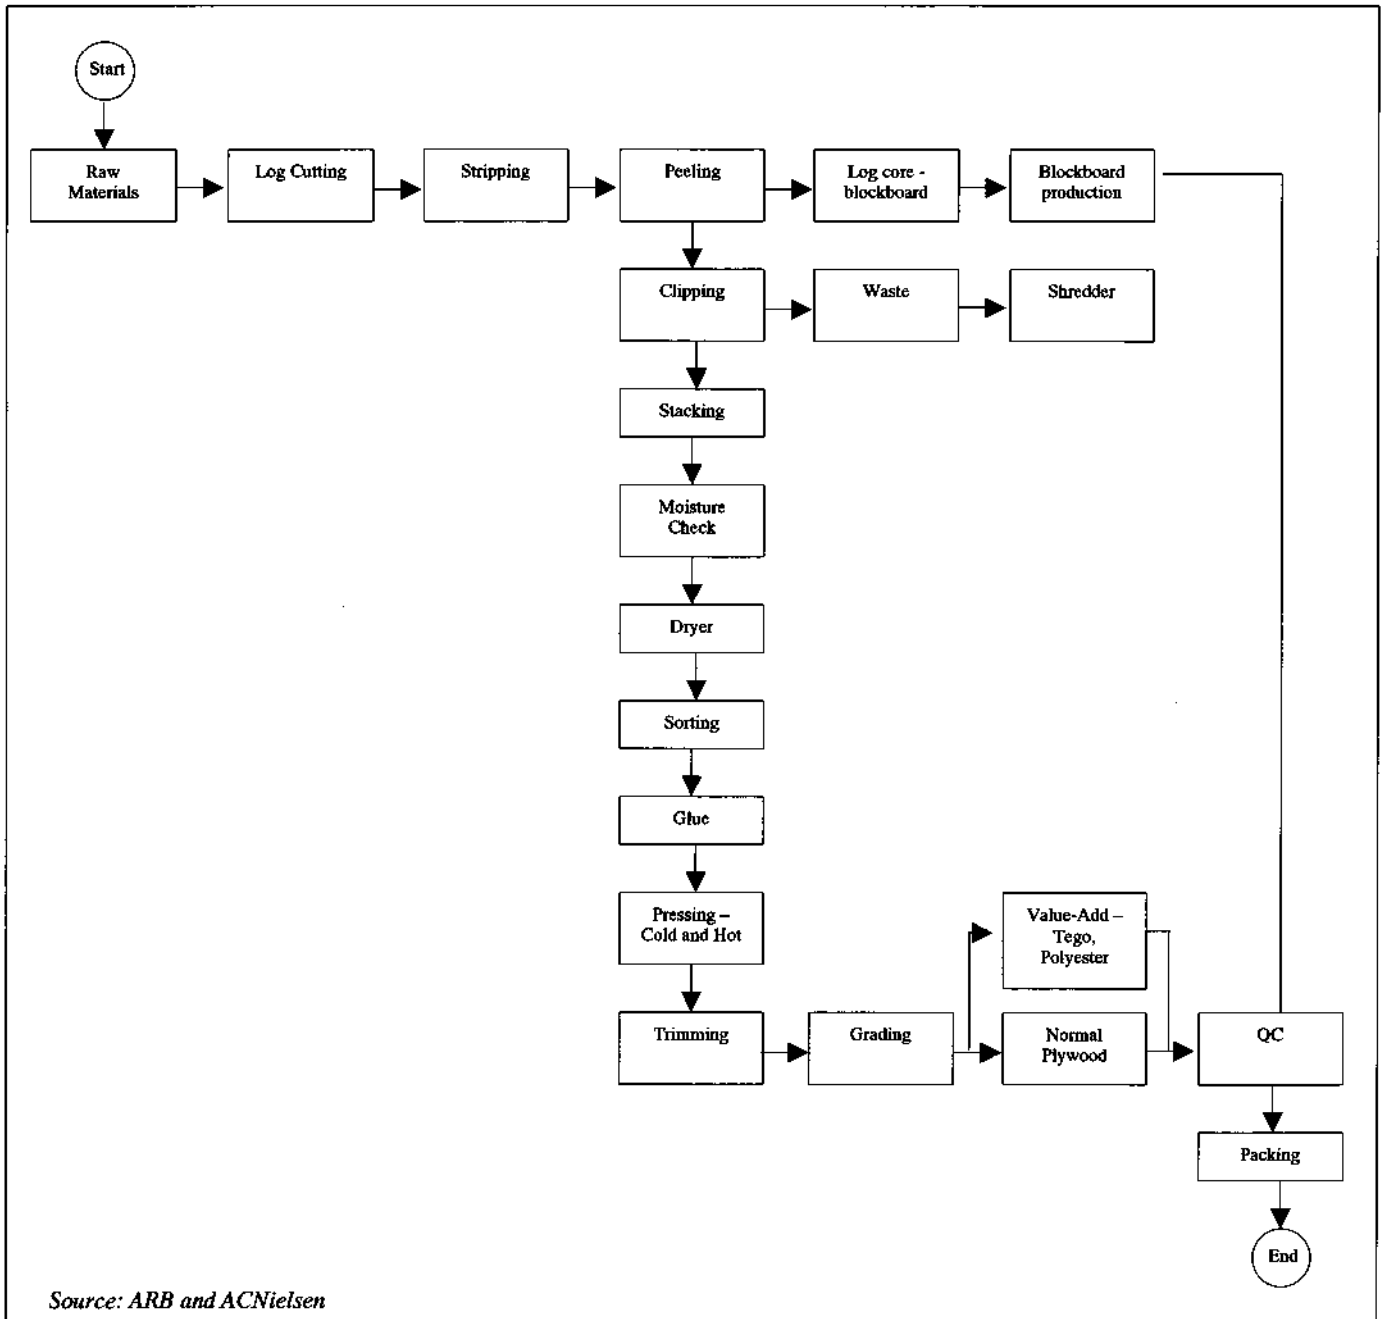 Start
Raw
Materials
Log Cutting
Stripping
Peeling
Log core -
blockboard
Blockboard
production
Clipping
Waste
Shredder
Stacking
Moisture
Check
Dryer
Sorting
Glue
Pressing –
Cold and Hot
Value-Add –
Tego,
Polyester
Trimming
Grading
Normal
Plywood
QC
Packing
End
Source: ARB and ACNielsen